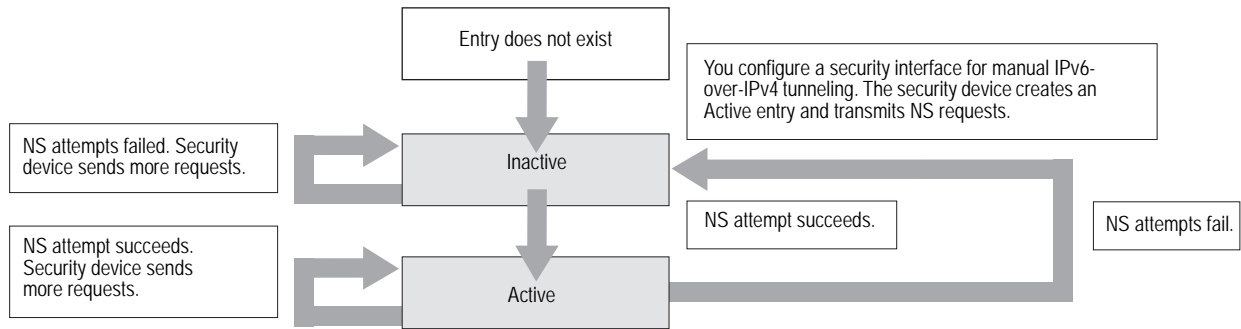 Entry does not exist
You configure a security interface for manual IPv6-
over-IPv4 tunneling. The security device creates an
Active entry and transmits NS requests.
NS attempts failed. Security
device sends more requests.
Inactive
NS attempt succeeds.
NS attempts fail.
NS attempt succeeds.
Security device sends
more requests.
Active